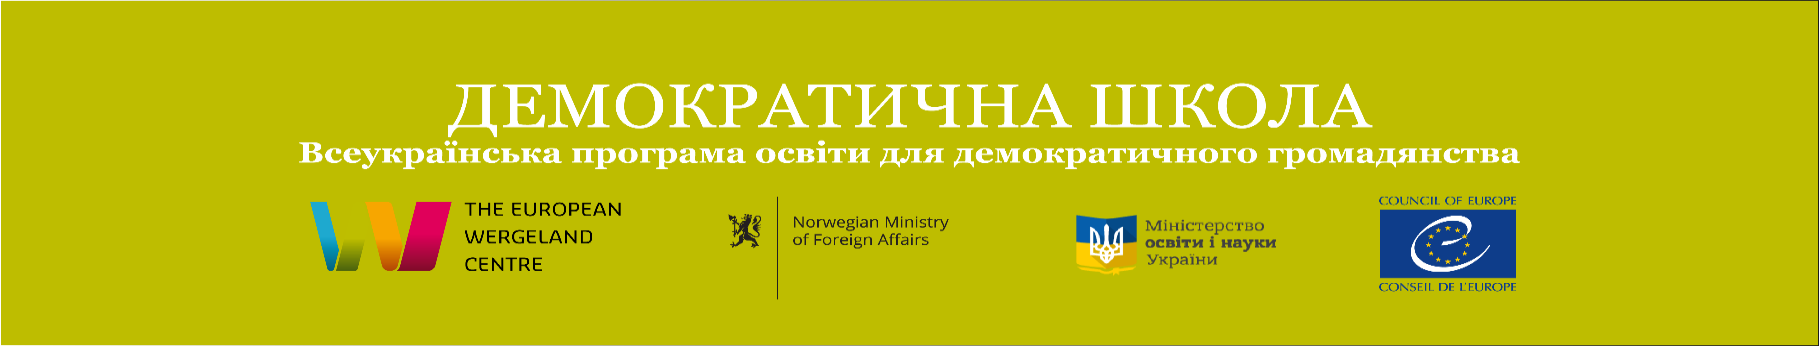 ДЕМОКРАТИЧНА ШКОЛА
Всеукраїнська програма освіти для демократичного громадянства
THE EUROPEAN
WERGELAND
CENTRE
Norwegian Ministry
of Foreign Affairs
Міністерство
освіти і науки
України
COUNCIL OF EUROPE
CONSEIL DE L'EUROPE